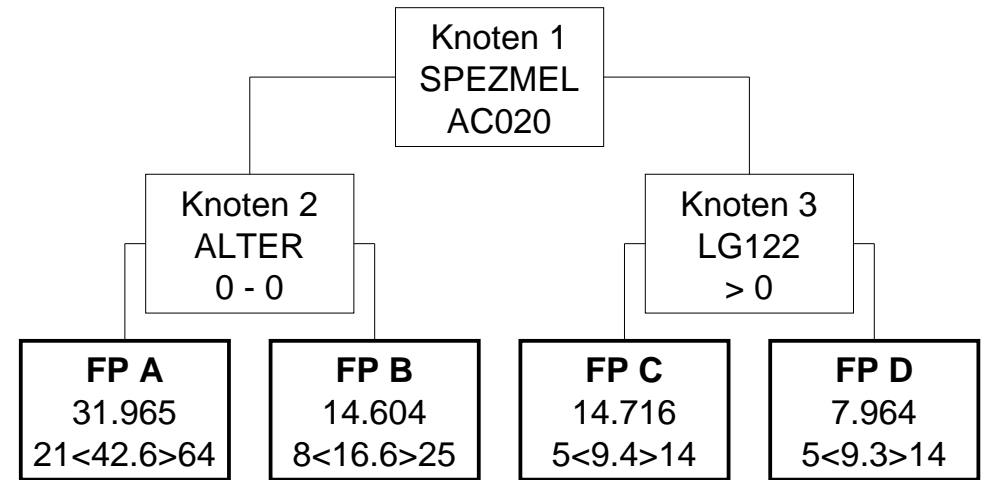 Knoten 1
SPEZMEL
AC020
Knoten 2
ALTER
0 - 0
Knoten 3
LG122
> 0
FP A
31.965
21<42.6>64
FP B
14.604
8<16.6>25
FP C
14.716
5<9.4>14
FP D
7.964
5<9.3>14